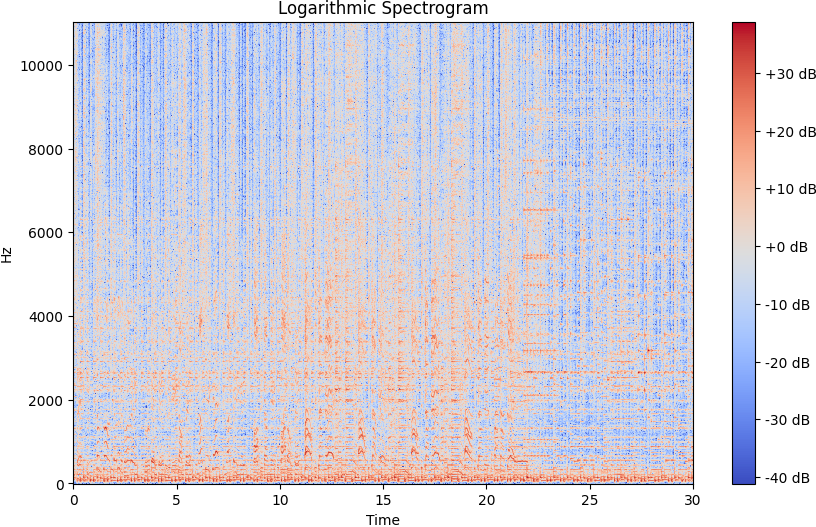 Logarithmic Spectrogram
Hz
10000
8000
6000
4000
2000
0
0 5 10 15 20 25 30
Time
+30 dB
+20 dB
+10 dB
+0 dB
-10 dB
-20 dB
-30 dB
-40 dB